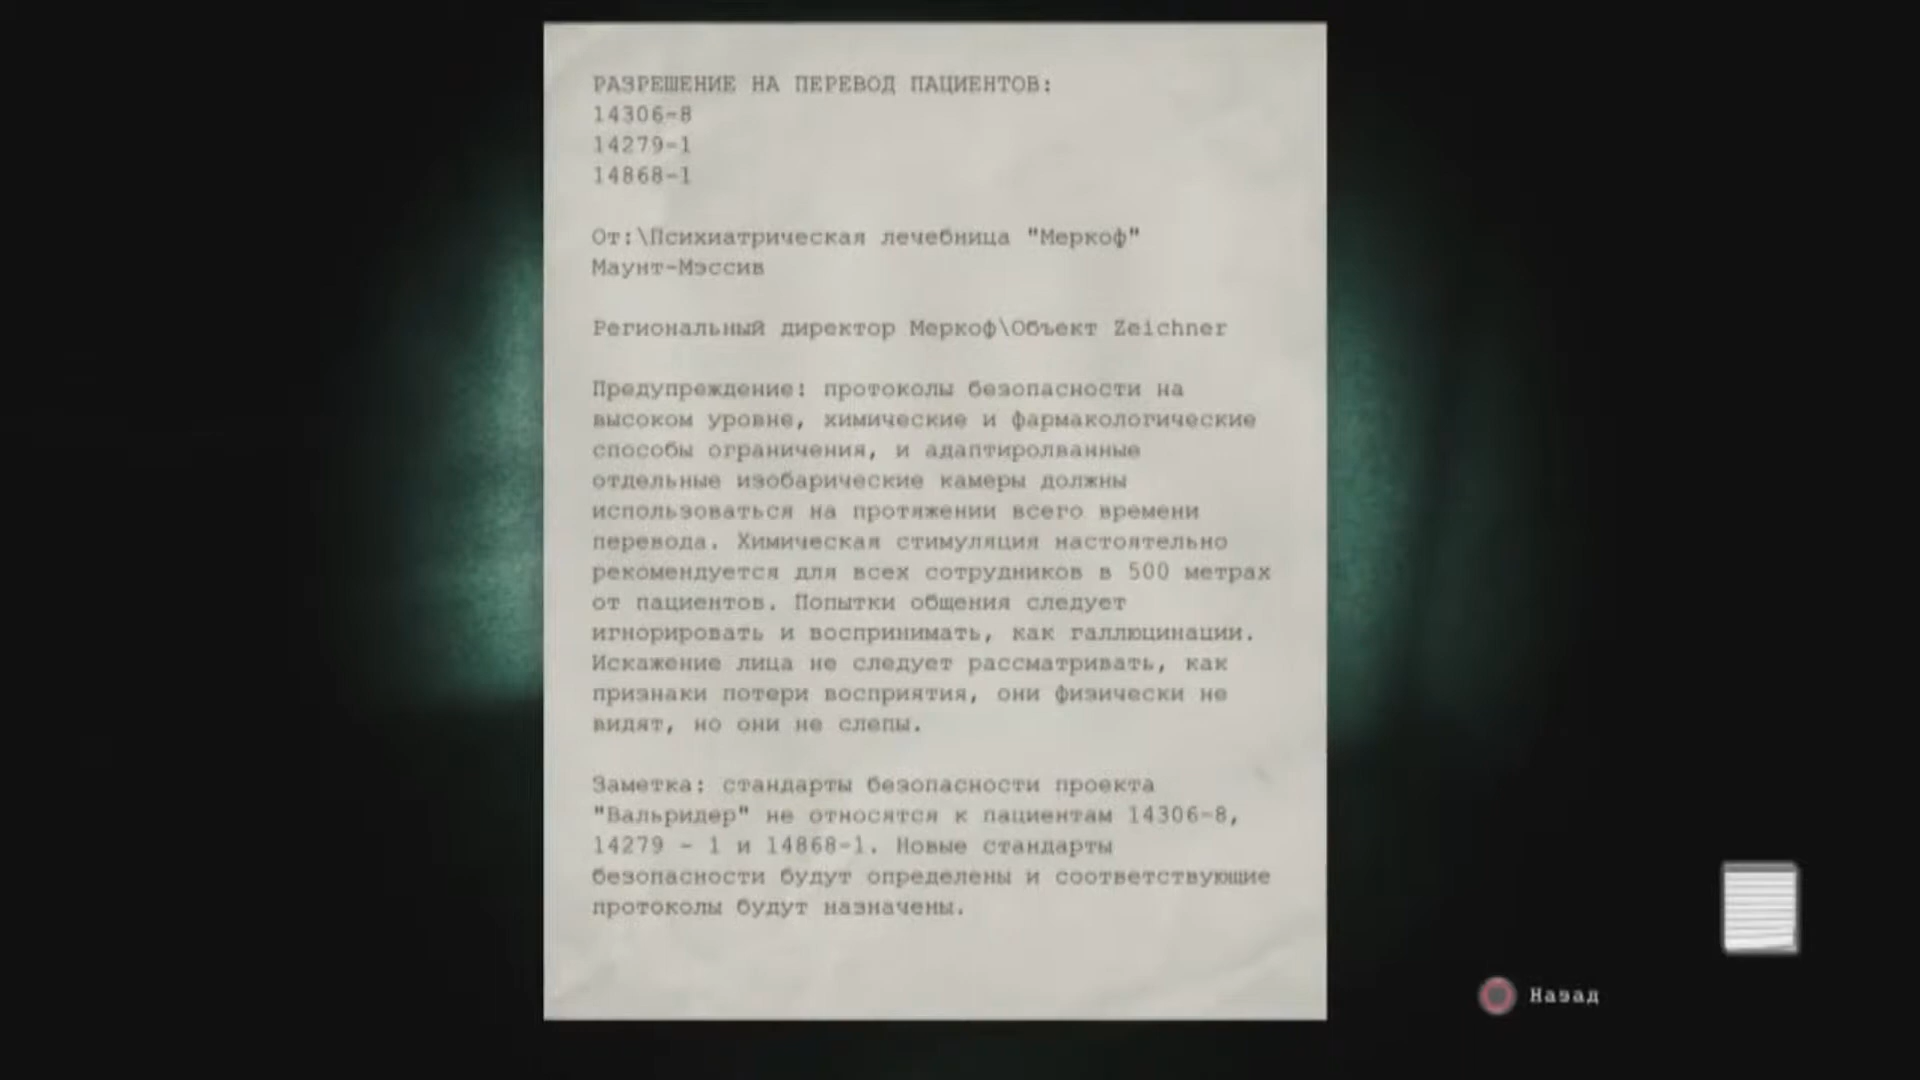 РАЗРЕШЕНИЕ НА ПЕРЕВОД ПАЦИЕНТОВ:
14306-8
14279-1
14868-1
От:\Психиатрическая лечебница "Меркоф"
Маунт-Мэссив
Региональный директор Меркоф\Объект Zeichner
Предупреждение: протоколы безопасности на
высоком уровне, химические и фармакологические
способы ограничения, и адаптиролванные
отдельные изобарические камеры должны
использоваться на протяжении всего времени
перевода. Химическая стимуляция настоятельно
рекомендуется для всех сотрудников в 500 метрах
от пациентов. Попытки общения следует
игнорировать и воспринимать, как галлюцинации.
Искажение лица не следует рассматривать, как
признаки потери восприятия, они физически не
видят, но они не слепы.
Заметка: стандарты безопасности проекта
"Вальридер" не относятся к пациентам 14306-8,
14279 - 1 и 14868-1. Новые стандарты
безопасности будут определены и соответствующие
протоколы будут назначены.
Назад